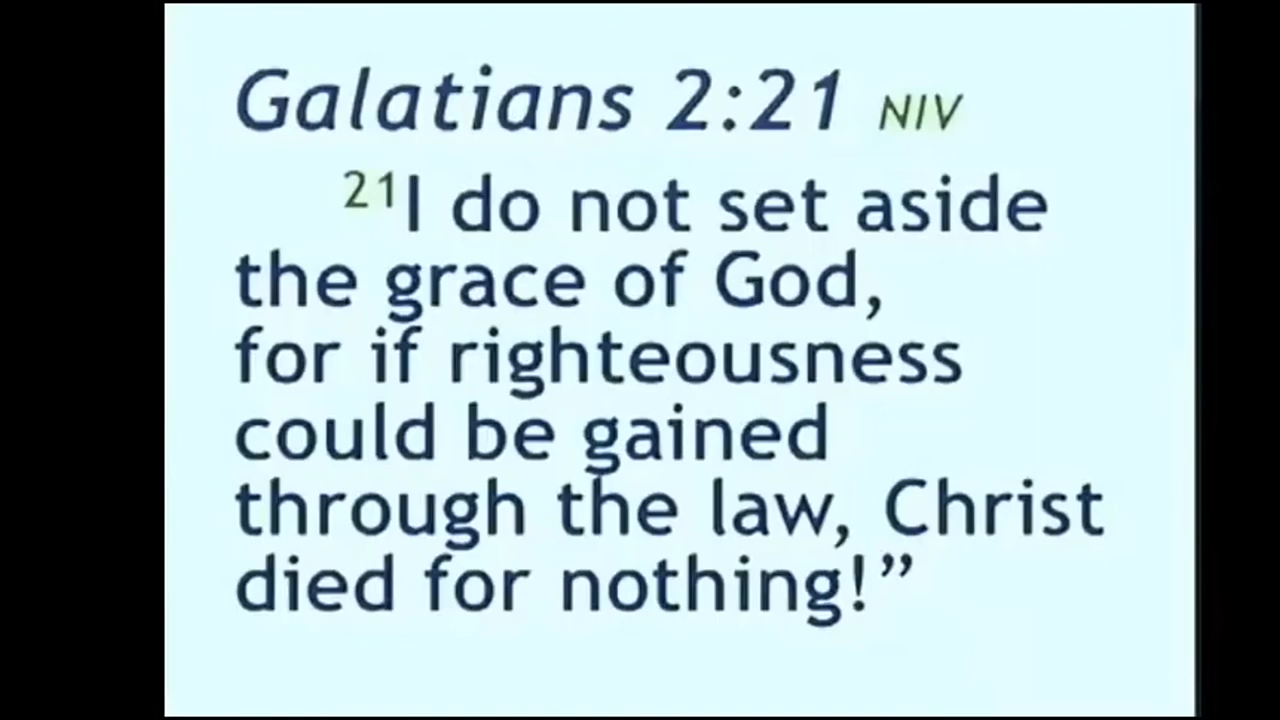 Galatians 2:21 NIV
21I do not set aside
the grace of God,
for if righteousness
could be gained
through the law, Christ
died for nothing!”